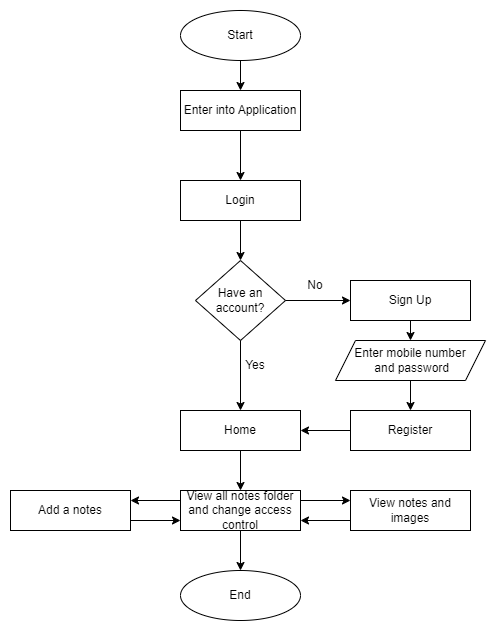 Start
Enter into Application
Login
Have an
account?
No
Sign Up
Enter mobile number
and password
Yes
Home
Register
Add a notes
View all notes folder
and change access
control
View notes and
images
End